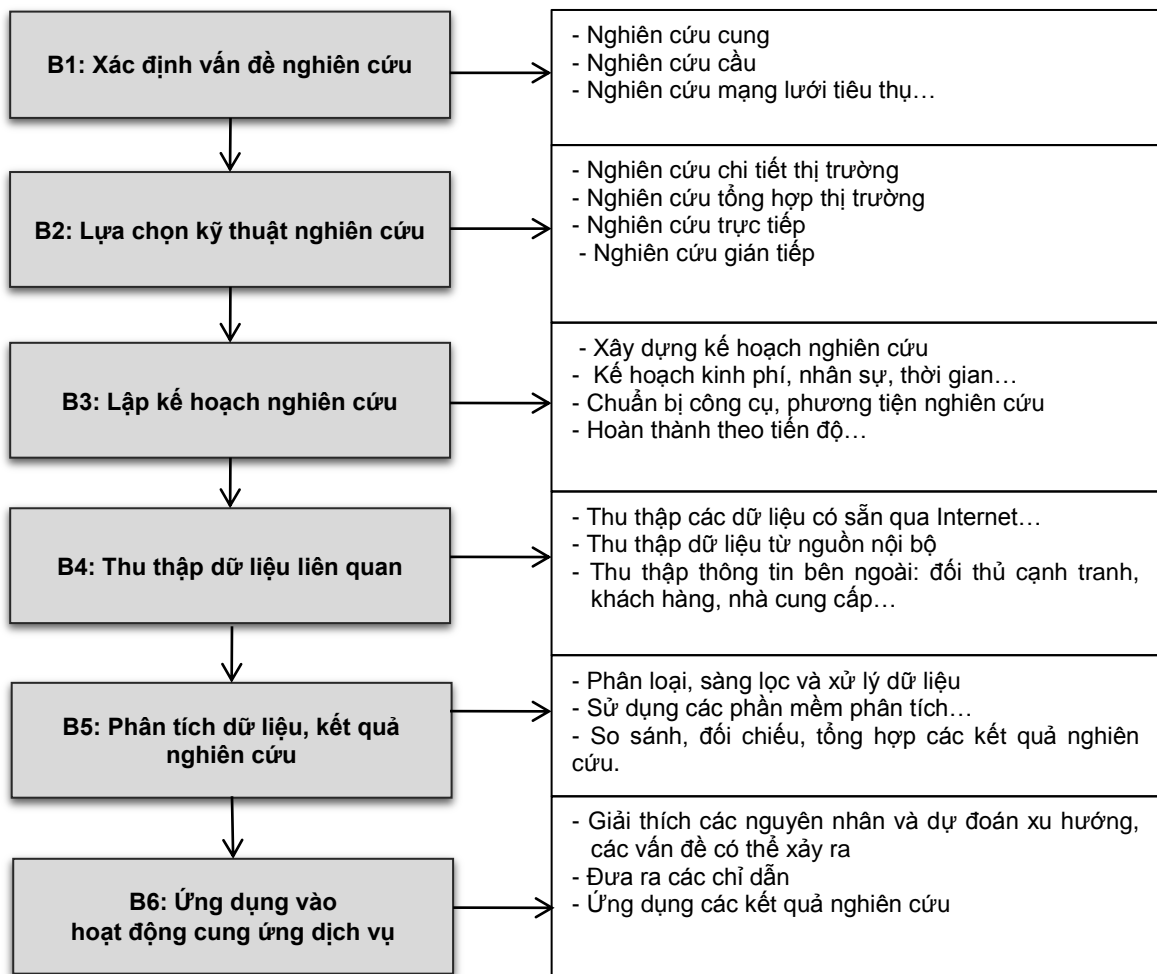 B1: Xác định vấn đề nghiên cứu
- Nghiên cứu cung
- Nghiên cứu cầu
- Nghiên cứu mạng lưới tiêu thụ…
B2: Lựa chọn kỹ thuật nghiên cứu
- Nghiên cứu chi tiết thị trường
- Nghiên cứu tổng hợp thị trường
- Nghiên cứu trực tiếp
- Nghiên cứu gián tiếp
B3: Lập kế hoạch nghiên cứu
- Xây dựng kế hoạch nghiên cứu
- Kế hoạch kinh phí, nhân sự, thời gian…
- Chuẩn bị công cụ, phương tiện nghiên cứu
- Hoàn thành theo tiến độ…
B4: Thu thập dữ liệu liên quan
- Thu thập các dữ liệu có sẵn qua Internet…
- Thu thập dữ liệu từ nguồn nội bộ
- Thu thập thông tin bên ngoài: đối thủ cạnh tranh,
khách hàng, nhà cung cấp…
B5: Phân tích dữ liệu, kết quả
nghiên cứu
- Phân loại, sàng lọc và xử lý dữ liệu
- Sử dụng các phần mềm phân tích…
- So sánh, đối chiếu, tổng hợp các kết quả nghiên
cứu.
B6: Ứng dụng vào
hoạt động cung ứng dịch vụ
- Giải thích các nguyên nhân và dự đoán xu hướng,
các vấn đề có thể xảy ra
- Đưa ra các chỉ dẫn
- Ứng dụng các kết quả nghiên cứu